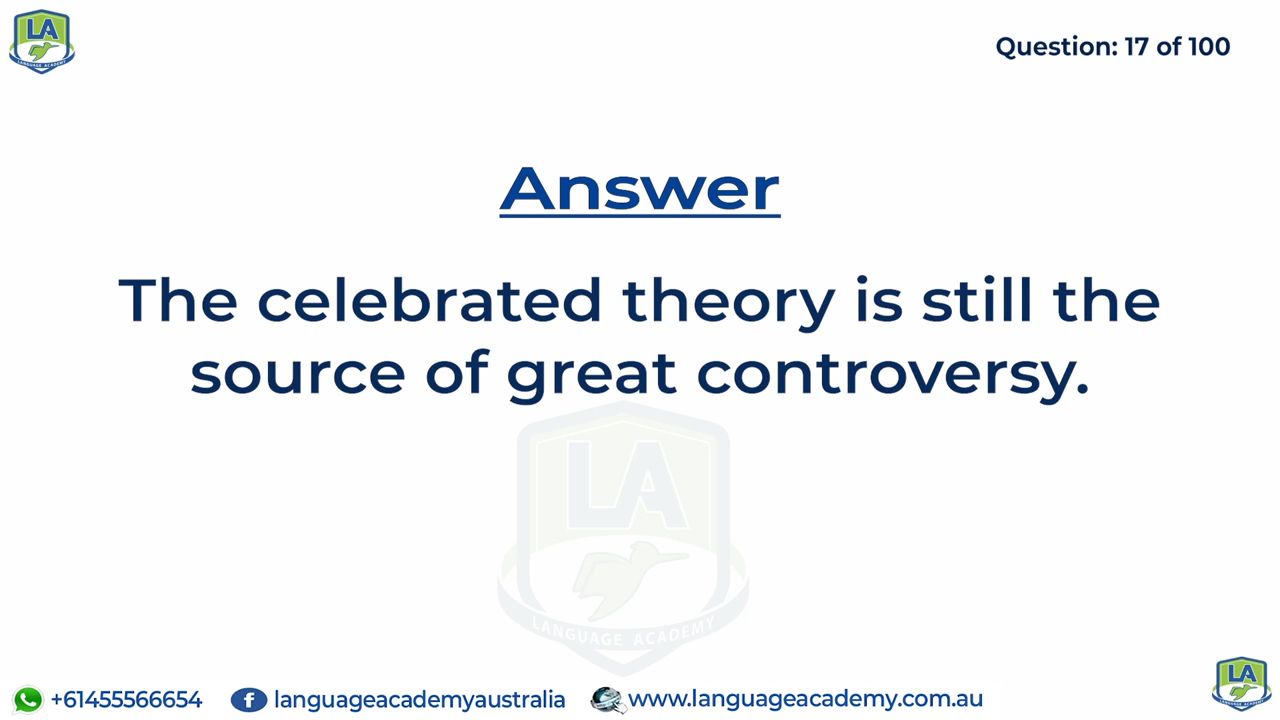 LA
LANGUAGE ACADEMY
Question: 17 of 100
Answer
The celebrated theory is still the
source of great controversy.
LA
LANGUAGE ACADEMY
+61455566654
languageacademyaustralia
www.languageacademy.com.au
LA